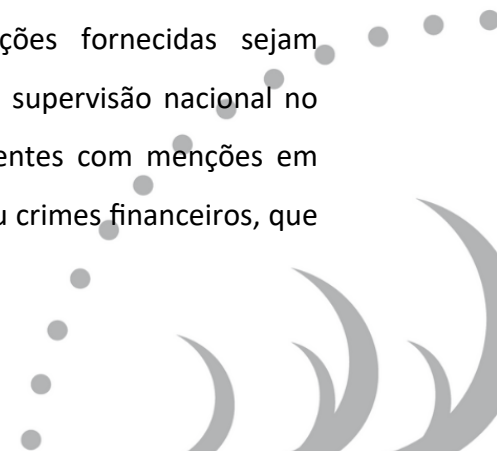 ções fornecidas sejam
supervisão nacional no
entes com menções em
u crimes financeiros, que